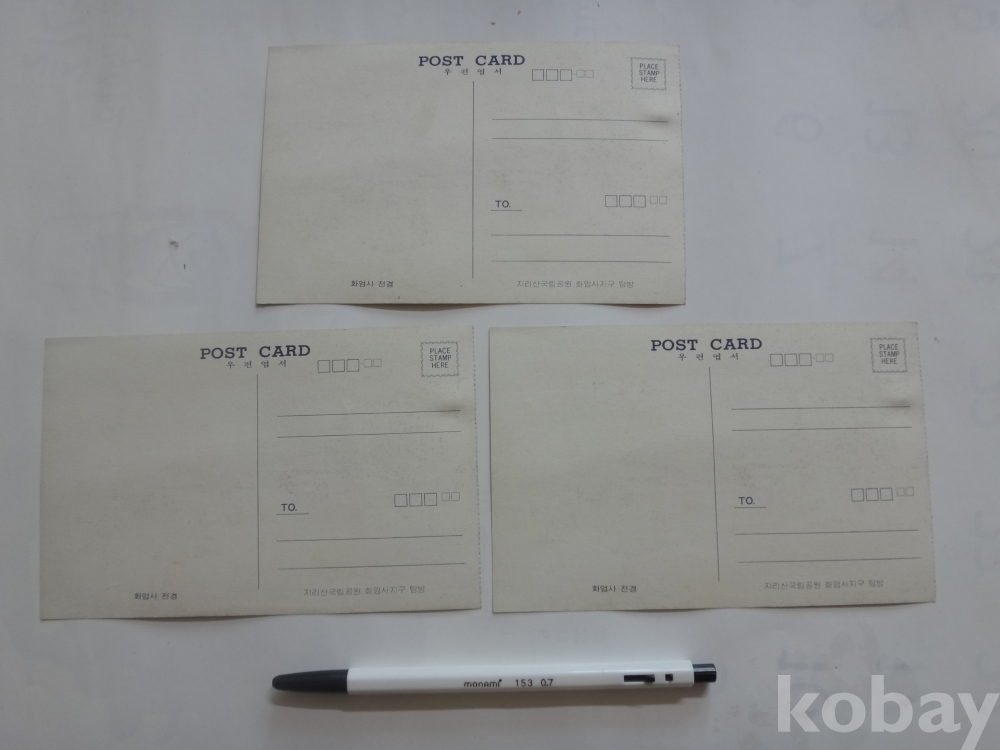 POST CARD
우편엽서
PLACE
STAMP
HERE
TO.
화엄사 전경
지리산국립공원 화엄사지구 탐방
POST CARD
우편엽서
PLACE
STAMP
HERE
TO.
화엄사 전경
지리산국립공원 화엄사지구 탐방
POST CARD
우편엽서
PLACE
STAMP
HERE
TO.
화엄사 전경
지리산국립공원 화엄사지구 탐방
monami 153 0.7
kobay